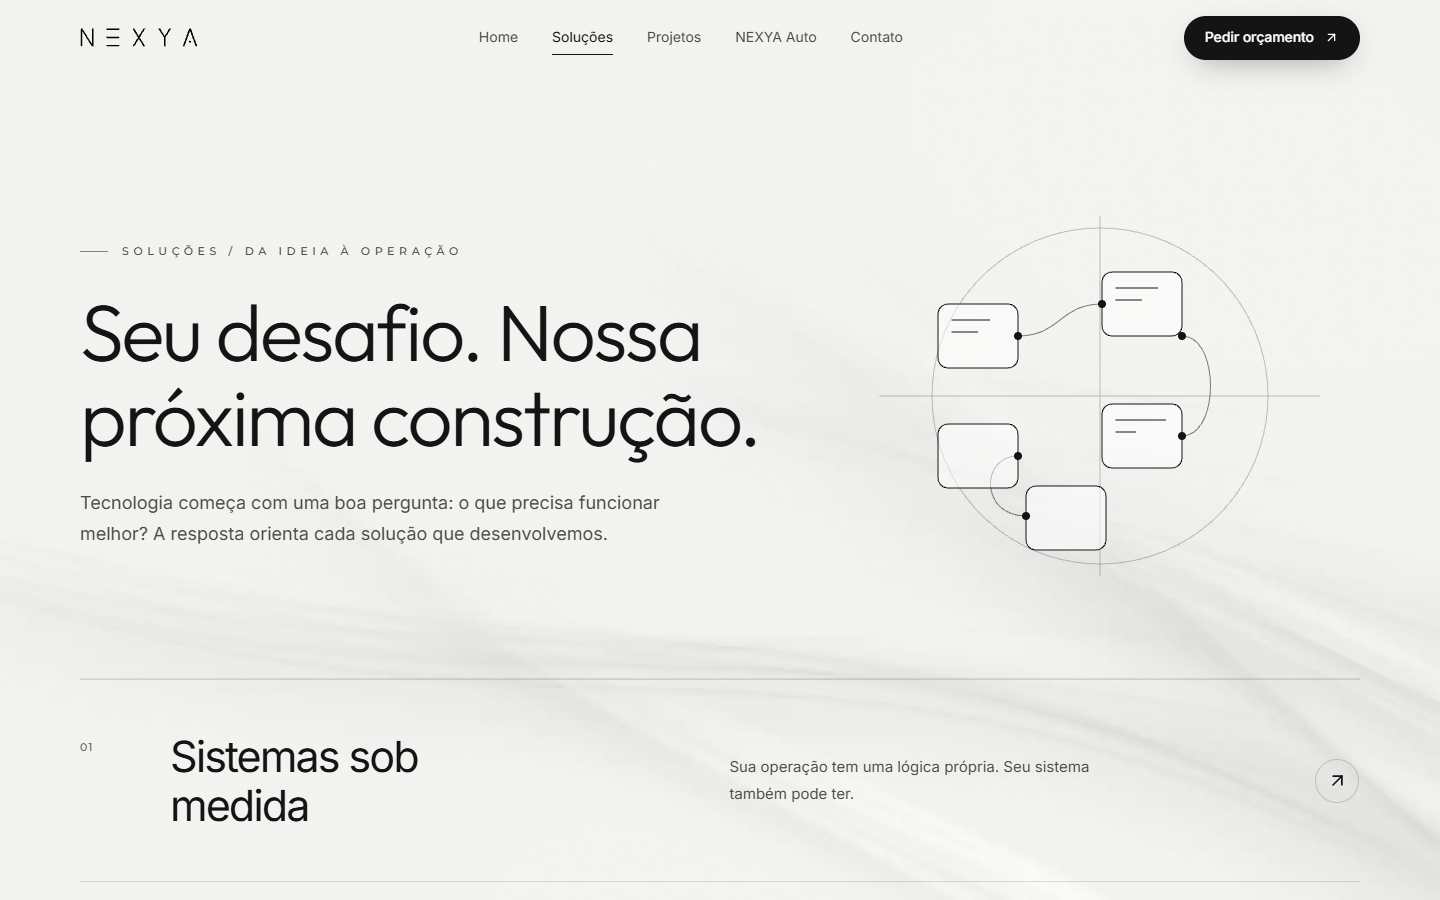 NEXYA
Home
Soluções
Projetos
NEXYA Auto
Contato
Pedir orçamento
SOLUÇÕES / DA IDEIA À OPERAÇÃO
Seu desafio. Nossa
próxima construção.
Tecnologia começa com uma boa pergunta: o que precisa funcionar
melhor? A resposta orienta cada solução que desenvolvemos.
01
Sistemas sob
medida
Sua operação tem uma lógica própria. Seu sistema
também pode ter.